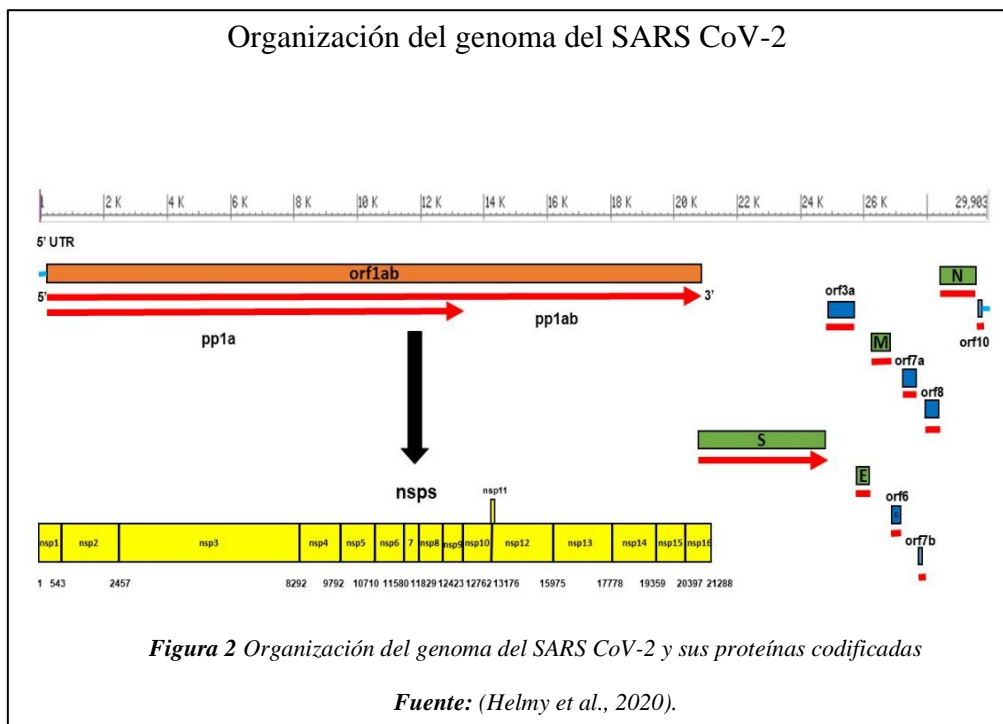 Organización del genoma del SARS CoV-2
1 2 K 4 K 6 K 8 K 10 K 12 K 14 K 16 K 18 K 20 K 22 K 24 K 26 K 29,903
5' UTR
orf1ab
5' 3'
pp1a
pp1ab
N
orf3a
orf10
M
orf7a
orf8
S
E
orf6
orf7b
nsps
nsp11
nsp1 nsp2 nsp3 nsp4 nsp5 nsp6 7 nsp8 nsp9 nsp10 nsp12 nsp13 nsp14 nsp15 nsp16
1 543 2457 8292 9792 10710 11580 11829 12423 12762 13176 15975 17778 19359 20397 21288
Figura 2 Organización del genoma del SARS CoV-2 y sus proteínas codificadas
Fuente: (Helmy et al., 2020).